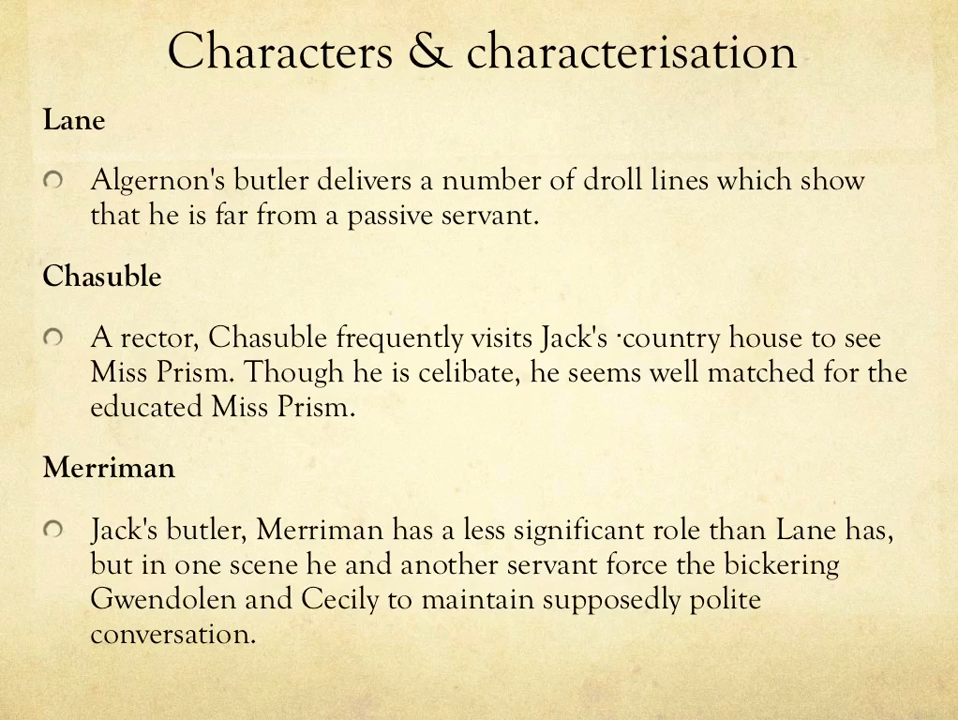 Characters & characterisation
Lane
Algernon's butler delivers a number of droll lines which show
that he is far from a passive servant.
Chasuble
A rector, Chasuble frequently visits Jack's ·country house to see
Miss Prism. Though he is celibate, he seems well matched for the
educated Miss Prism.
Merriman
Jack's butler, Merriman has a less significant role than Lane has,
but in one scene he and another servant force the bickering
Gwendolen and Cecily to maintain supposedly polite
conversation.